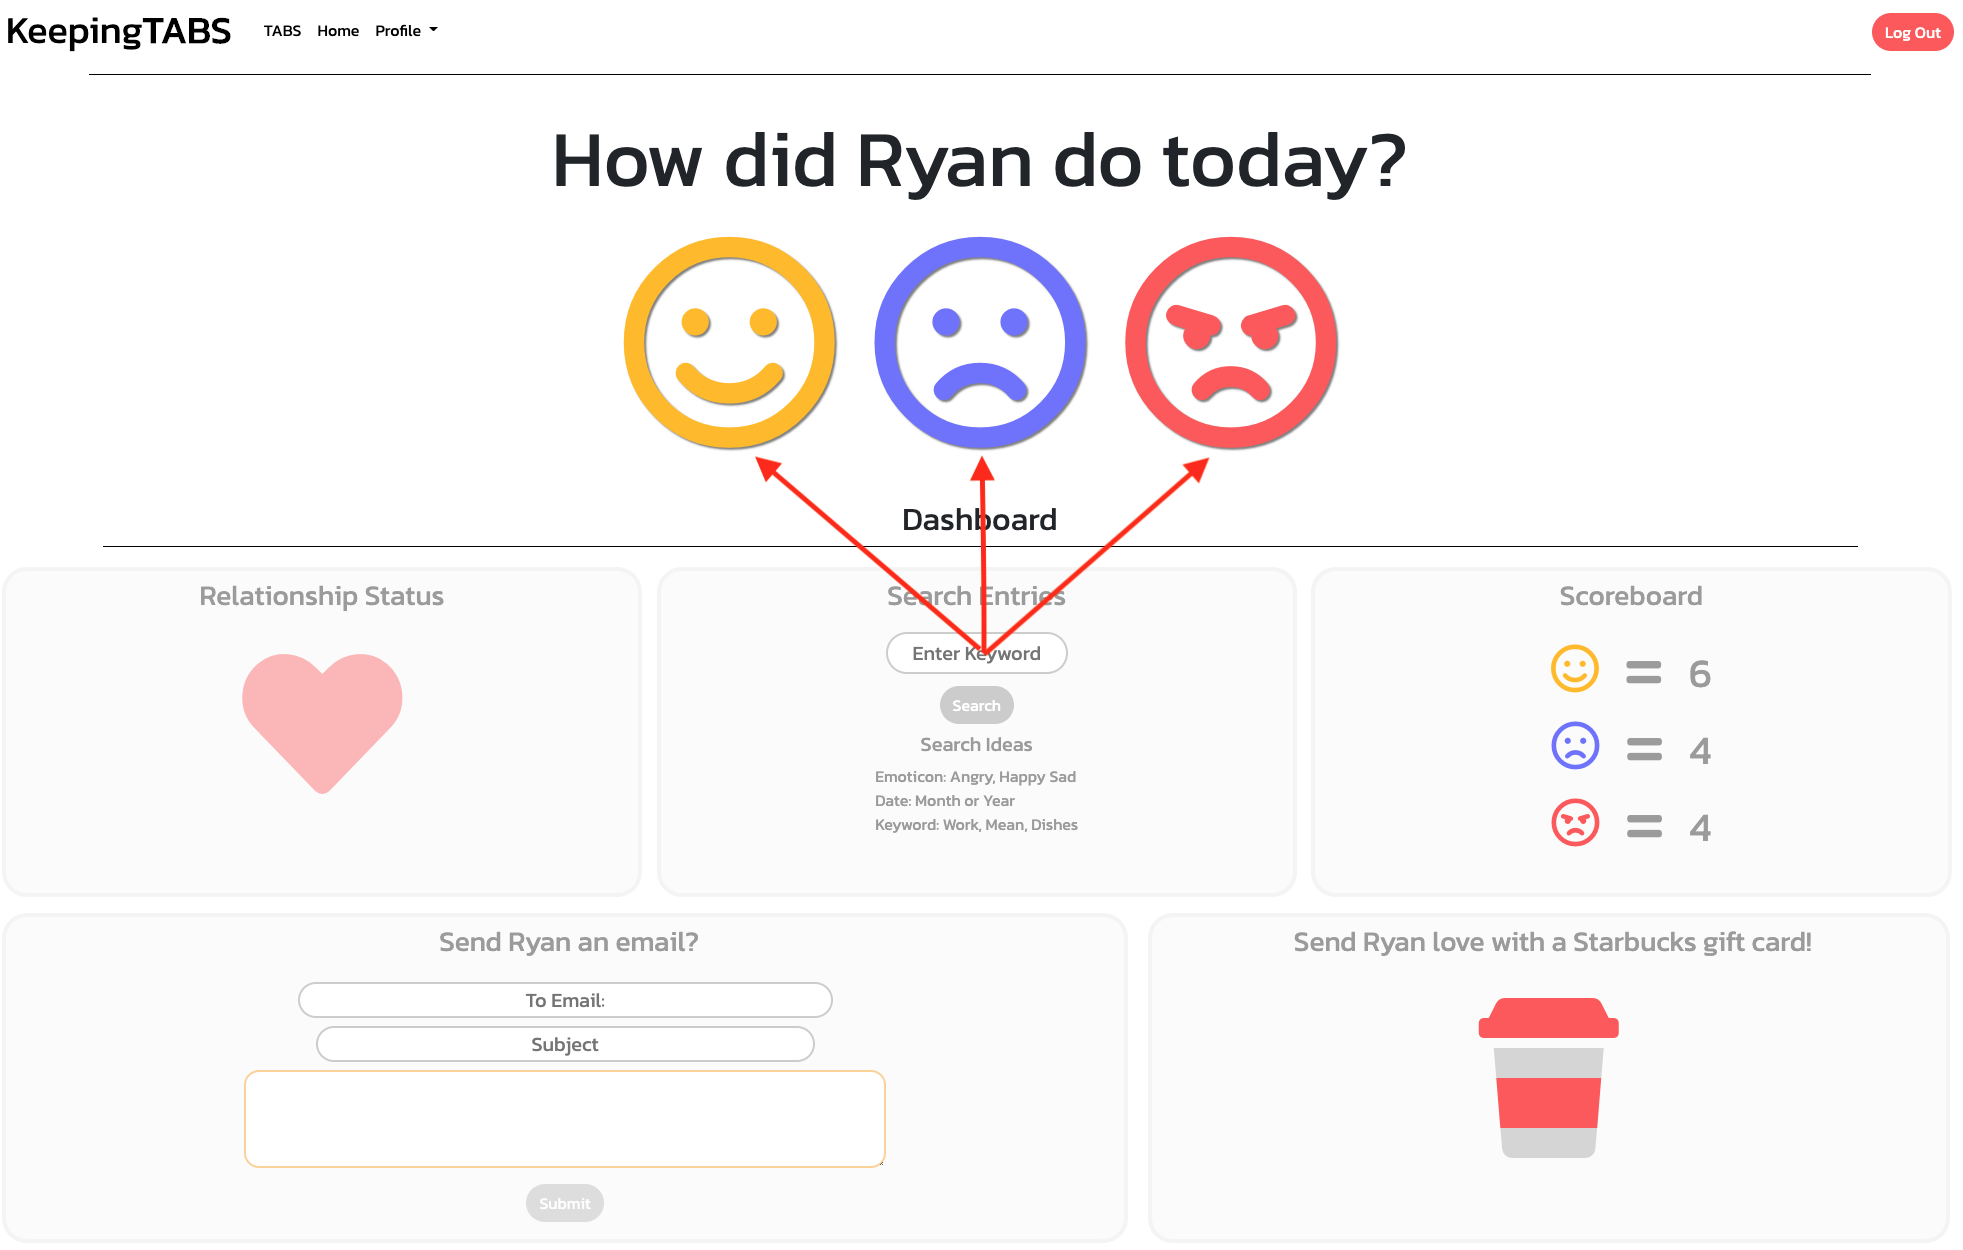 KeepingTABS TABS Home Profile Log Out
How did Ryan do today?
Dashboard
Relationship Status
Search Entries
Enter Keyword
Search
Search Ideas
Emoticon: Angry, Happy Sad
Date: Month or Year
Keyword: Work, Mean, Dishes
Scoreboard
= 6
= 4
= 4
Send Ryan an email?
To Email:
Subject
Submit
Send Ryan love with a Starbucks gift card!